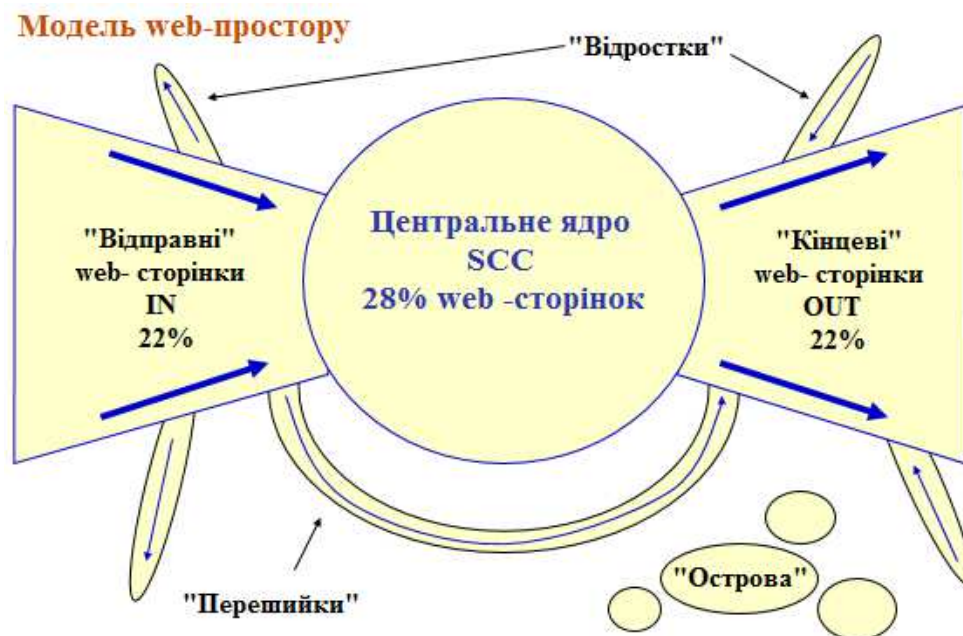 Модель web-простору
"Відростки"
"Відправні"
web- сторінки
IN
22%
Центральне ядро
SCC
28% web -сторінок
"Кінцеві"
web- сторінки
OUT
22%
"Перешийки"
"Острова"